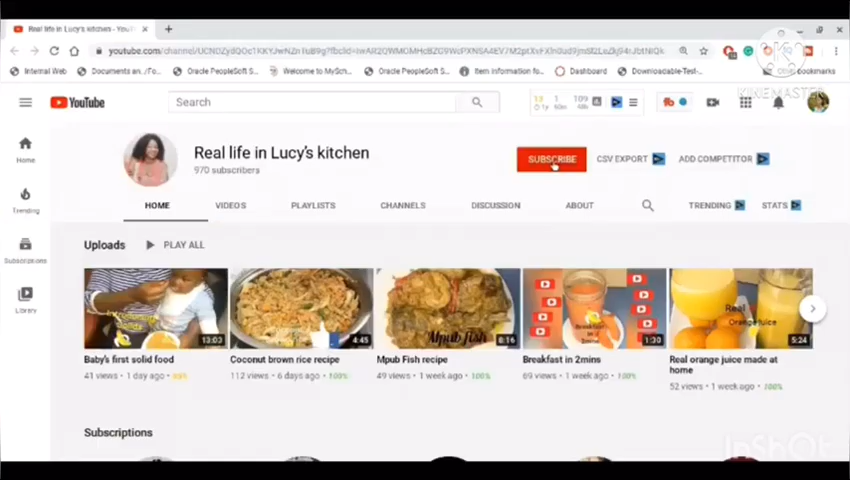 Real life in Lucy's kitchen - YouT
KINEMASTER
Internal Web
Documents an../Fo...
Oracle PeopleSoft S...
Welcome to MySch...
Oracle PeopleSoft S...
Item Information fo...
Dashboard
Downloadable-Test-...
Other bookmarks
YouTube
Search
Real life in Lucy's kitchen
970 subscribers
SUBSCRIBE
CSV EXPORT
ADD COMPETITOR
HOME
VIDEOS
PLAYLISTS
CHANNELS
DISCUSSION
ABOUT
TRENDING
STATS
Home
Trending
Subscriptions
Library
Uploads
PLAY ALL
13:03
4:45
Mpub fish
8:16
Breakfast in
1:30
Real
Orange juice
5:24
Baby's first solid food
41 views • 1 day ago
Coconut brown rice recipe
112 views • 6 days ago • 100%
Mpub Fish recipe
49 views • 1 week ago • 100%
Breakfast in 2mins
69 views • 1 week ago • 100%
Real orange juice made at
home
52 views • 1 week ago • 100%
Subscriptions
InShOt